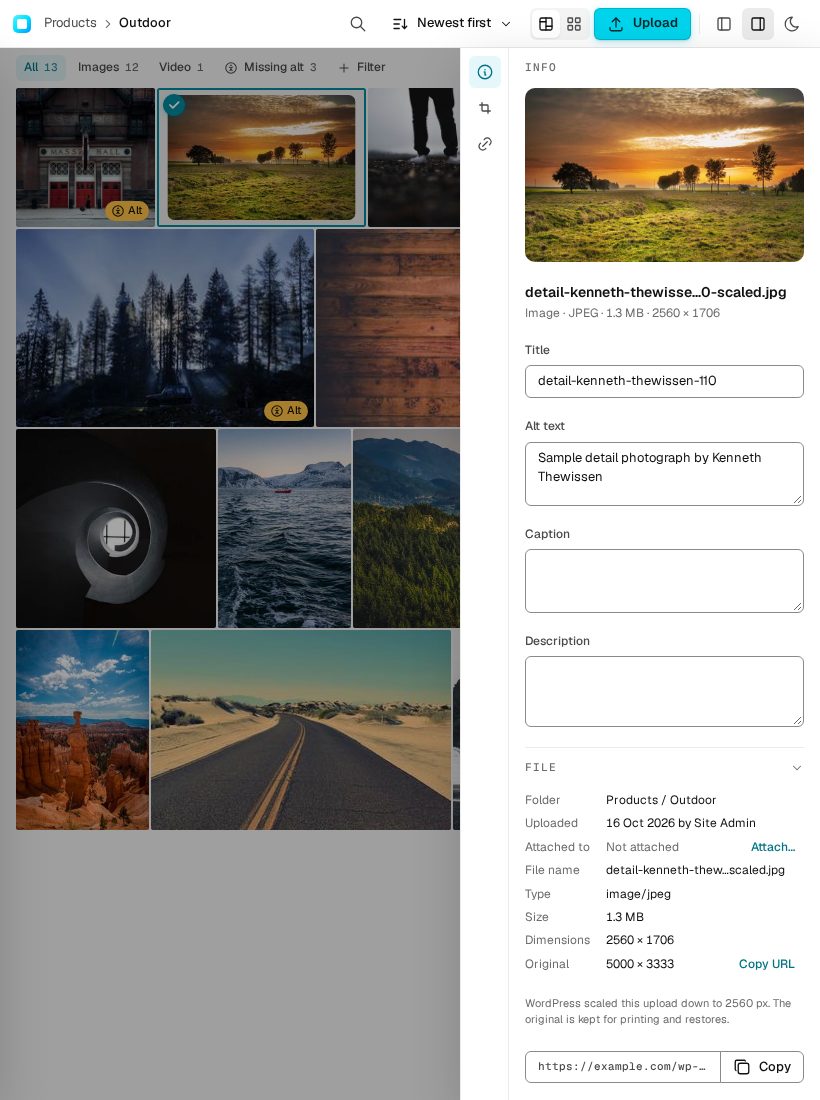 Products > Outdoor
Newest first
Upload
All 13
Images 12
Video 1
Missing alt 3
+ Filter
MASSEY HALL
Alt
Alt
INFO
detail-kenneth-thewisse...0-scaled.jpg
Image · JPEG · 1.3 MB · 2560 × 1706
Title
detail-kenneth-thewissen-110
Alt text
Sample detail photograph by Kenneth
Thewissen
Caption
Description
FILE
Folder Products / Outdoor
Uploaded 16 Oct 2026 by Site Admin
Attached to Not attached Attach...
File name detail-kenneth-thew...scaled.jpg
Type image/jpeg
Size 1.3 MB
Dimensions 2560 × 1706
Original 5000 × 3333 Copy URL
WordPress scaled this upload down to 2560 px. The
original is kept for printing and restores.
https://example.com/wp-… Copy